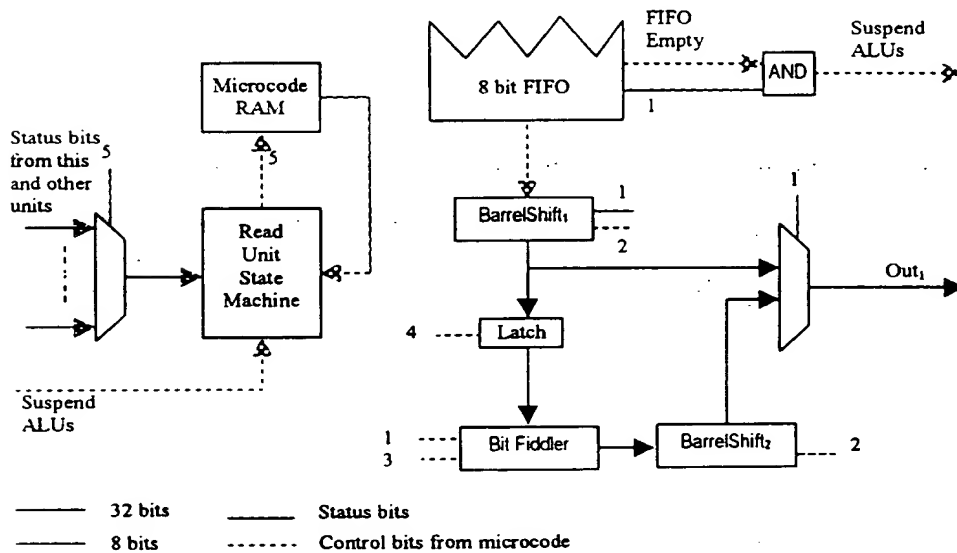 FIFO
Empty
Suspend
ALUs
AND
8 bit FIFO
1
Microcode
RAM
Status bits
from this
and other
units
5
5
Read
Unit
State
Machine
Suspend
ALUs
BarrelShift₁
1
2
1
Out₁
4
Latch
1
3
Bit Fiddler
BarrelShift₂
2
32 bits
Status bits
8 bits
Control bits from microcode